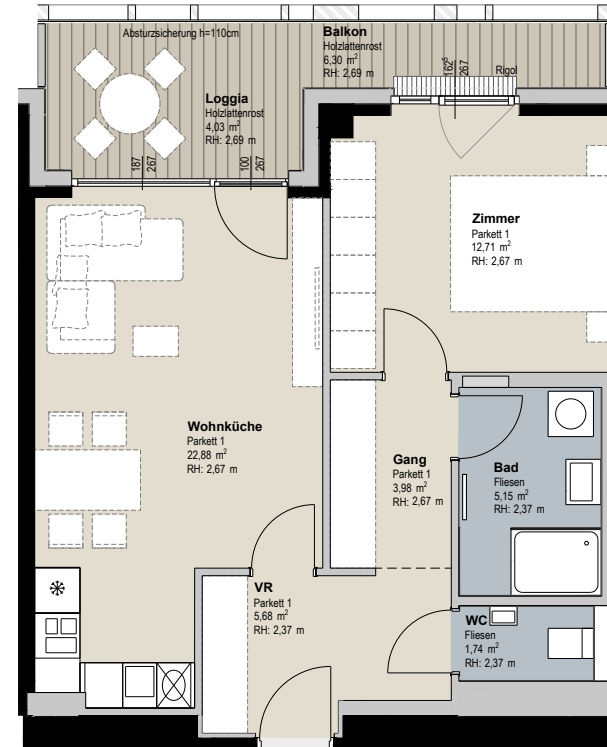 Absturzsicherung h=110cm
Balkon
Holzlattenrost
6,30 m²
RH: 2,69 m
162⁵
267
Rigol
Loggia
Holzlattenrost
4,03 m²
RH: 2,69 m
187
267
100
267
Zimmer
Parkett 1
12,71 m²
RH: 2,67 m
Wohnküche
Parkett 1
22,88 m²
RH: 2,67 m
Gang
Parkett 1
3,98 m²
RH: 2,67 m
Bad
Fliesen
5,15 m²
RH: 2,37 m
VR
Parkett 1
5,68 m²
RH: 2,37 m
WC
Fliesen
1,74 m²
RH: 2,37 m